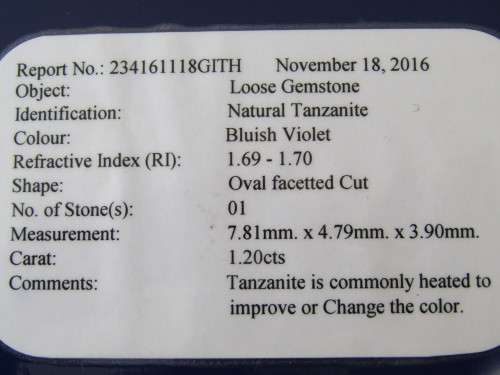 Report No.: 234161118GITH November 18, 2016
Object: Loose Gemstone
Identification: Natural Tanzanite
Colour: Bluish Violet
Refractive Index (RI): 1.69 - 1.70
Shape: Oval facetted Cut
No. of Stone(s): 01
Measurement: 7.81mm. x 4.79mm. x 3.90mm.
Carat: 1.20cts
Comments: Tanzanite is commonly heated to
improve or Change the color.